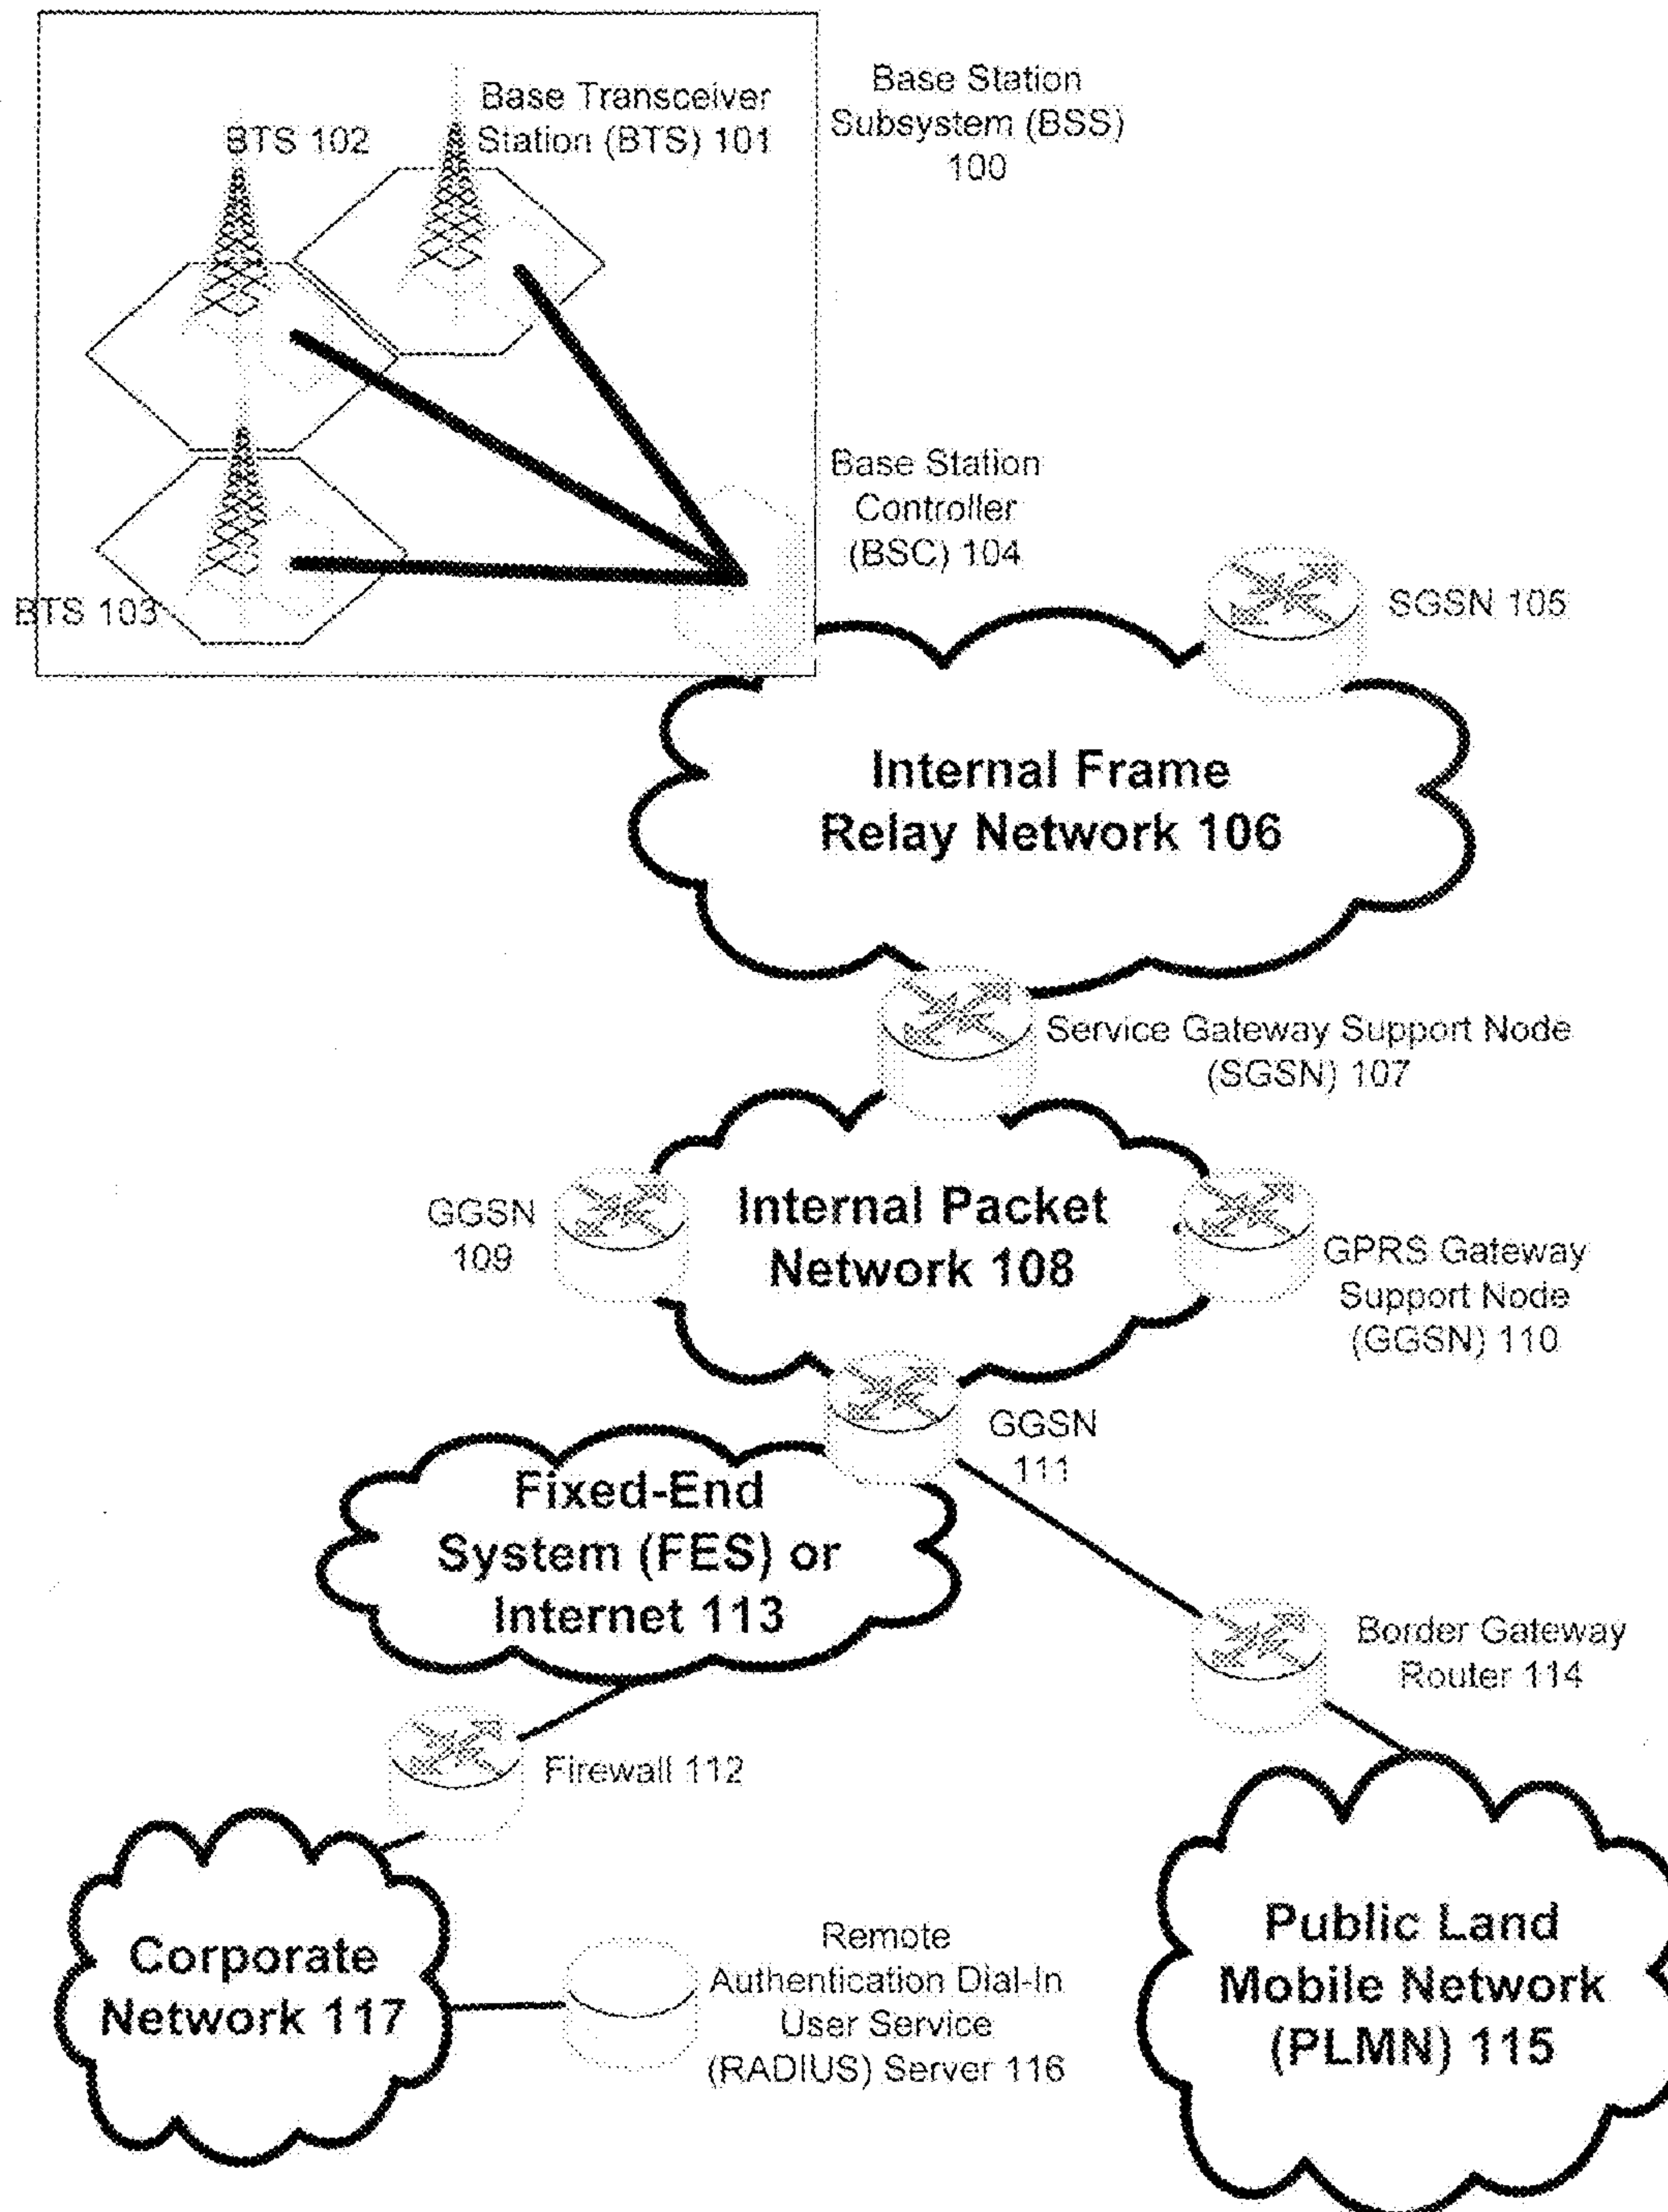 Base Station
Subsystem (BSS)
100
Base Transceiver
Station (BTS) 101
BTS 102
Base Station
Controller
(BSC) 104
SGSN 105
BTS 103
Internal Frame
Relay Network 106
Service Gateway Support Node
(SGSN) 107
GGSN
109
Internal Packet
Network 108
GPRS Gateway
Support Node
(GGSN) 110
GGSN
111
Fixed-End
System (FES) or
Internet 113
Border Gateway
Router 114
Firewall 112
Corporate
Network 117
Remote
Authentication Dial-In
User Service
(RADIUS) Server 116
Public Land
Mobile Network
(PLMN) 115